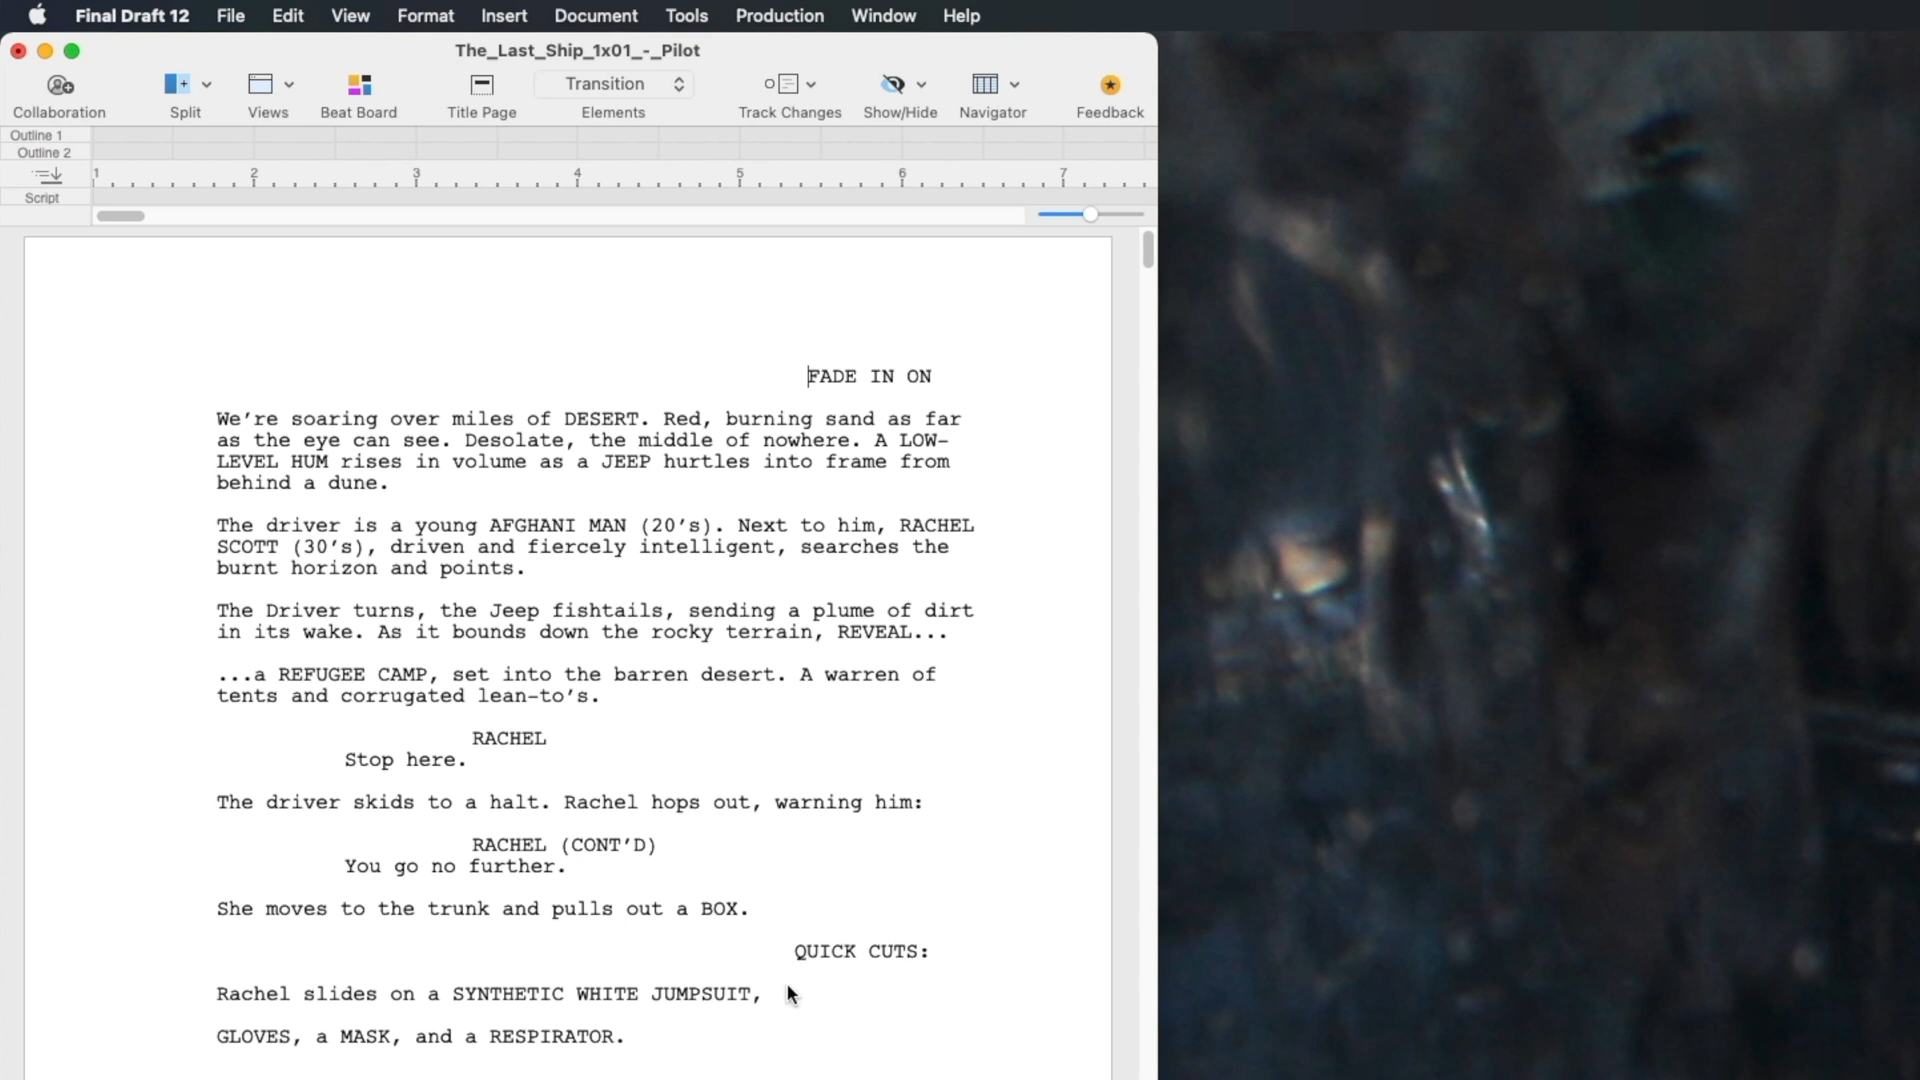 Final Draft 12 File Edit View Format Insert Document Tools Production Window Help
The_Last_Ship_1x01_-_Pilot
Transition
Collaboration Split Views Beat Board Title Page Elements Track Changes Show/Hide Navigator Feedback
Outline 1
Outline 2
1 2 3 4 5 6 7
Script
FADE IN ON
We’re soaring over miles of DESERT. Red, burning sand as far
as the eye can see. Desolate, the middle of nowhere. A LOW-
LEVEL HUM rises in volume as a JEEP hurtles into frame from
behind a dune.
The driver is a young AFGHANI MAN (20’s). Next to him, RACHEL
SCOTT (30’s), driven and fiercely intelligent, searches the
burnt horizon and points.
The Driver turns, the Jeep fishtails, sending a plume of dirt
in its wake. As it bounds down the rocky terrain, REVEAL...
...a REFUGEE CAMP, set into the barren desert. A warren of
tents and corrugated lean-to’s.
RACHEL
Stop here.
The driver skids to a halt. Rachel hops out, warning him:
RACHEL (CONT’D)
You go no further.
She moves to the trunk and pulls out a BOX.
QUICK CUTS:
Rachel slides on a SYNTHETIC WHITE JUMPSUIT,
GLOVES, a MASK, and a RESPIRATOR.